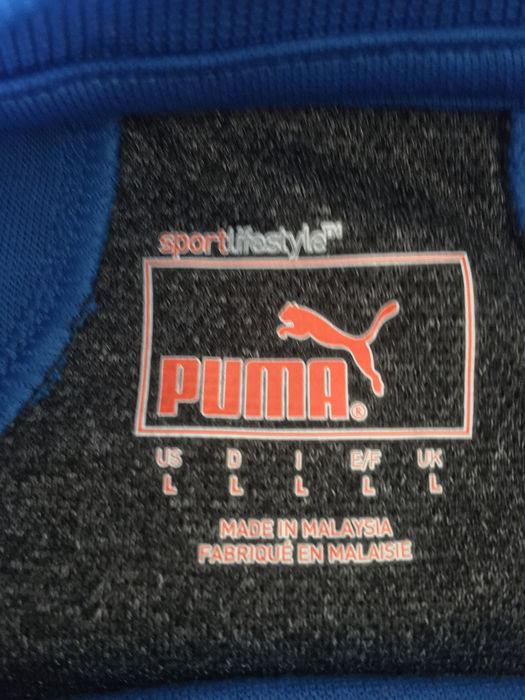 sportlifestyle™
PUMA®
US D I E/F UK
L L L L L
MADE IN MALAYSIA
FABRIQUÉ EN MALAISIE